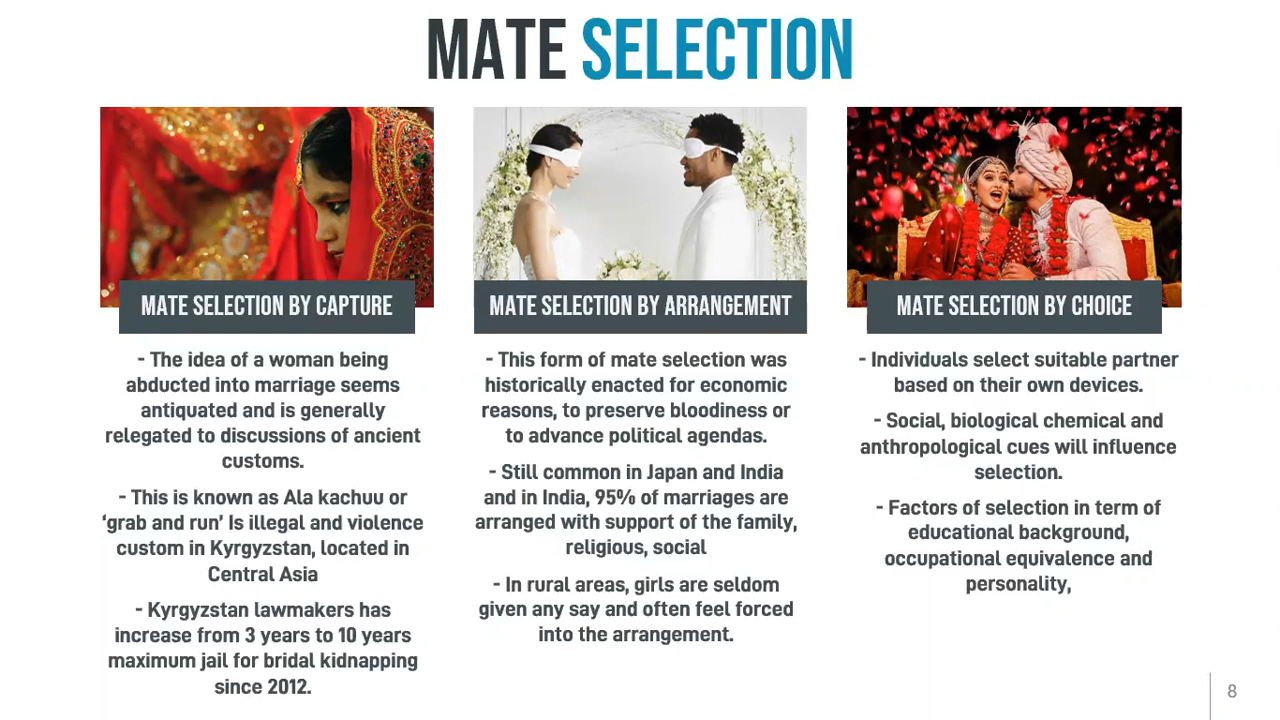 MATE SELECTION
MATE SELECTION BY CAPTURE
- The idea of a woman being
abducted into marriage seems
antiquated and is generally
relegated to discussions of ancient
customs.
- This is known as Ala kachuu or
‘grab and run’ Is illegal and violence
custom in Kyrgyzstan, located in
Central Asia
- Kyrgyzstan lawmakers has
increase from 3 years to 10 years
maximum jail for bridal kidnapping
since 2012.
MATE SELECTION BY ARRANGEMENT
- This form of mate selection was
historically enacted for economic
reasons, to preserve bloodiness or
to advance political agendas.
- Still common in Japan and India
and in India, 95% of marriages are
arranged with support of the family,
religious, social
- In rural areas, girls are seldom
given any say and often feel forced
into the arrangement.
MATE SELECTION BY CHOICE
- Individuals select suitable partner
based on their own devices.
- Social, biological chemical and
anthropological cues will influence
selection.
- Factors of selection in term of
educational background,
occupational equivalence and
personality,
8